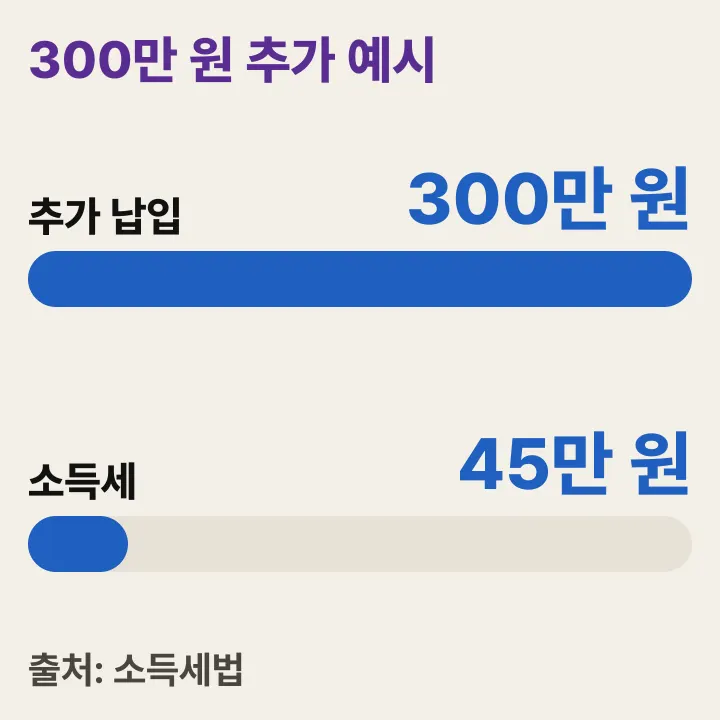 300만 원 추가 예시
추가 납입 300만 원
소득세 45만 원
출처: 소득세법